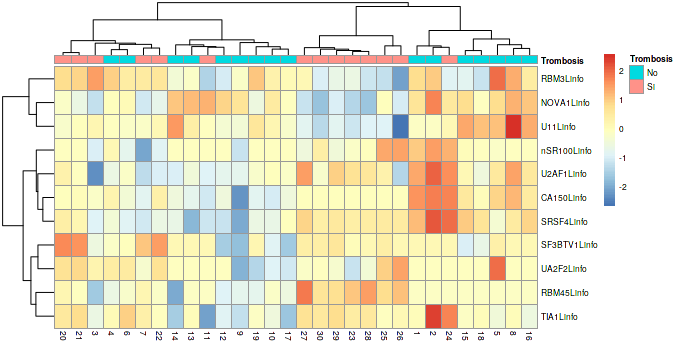 Trombosis
RBM3Linfo
NOVA1Linfo
U11Linfo
nSR100Linfo
U2AF1Linfo
CA150Linfo
SRSF4Linfo
SF3BTV1Linfo
UA2F2Linfo
RBM45Linfo
TIA1Linfo
20 21 3 4 6 7 22 14 13 11 12 9 19 10 17 27 30 29 23 28 25 26 1 2 24 15 18 5 8 16
2
1
0
-1
-2
Trombosis
No
Si